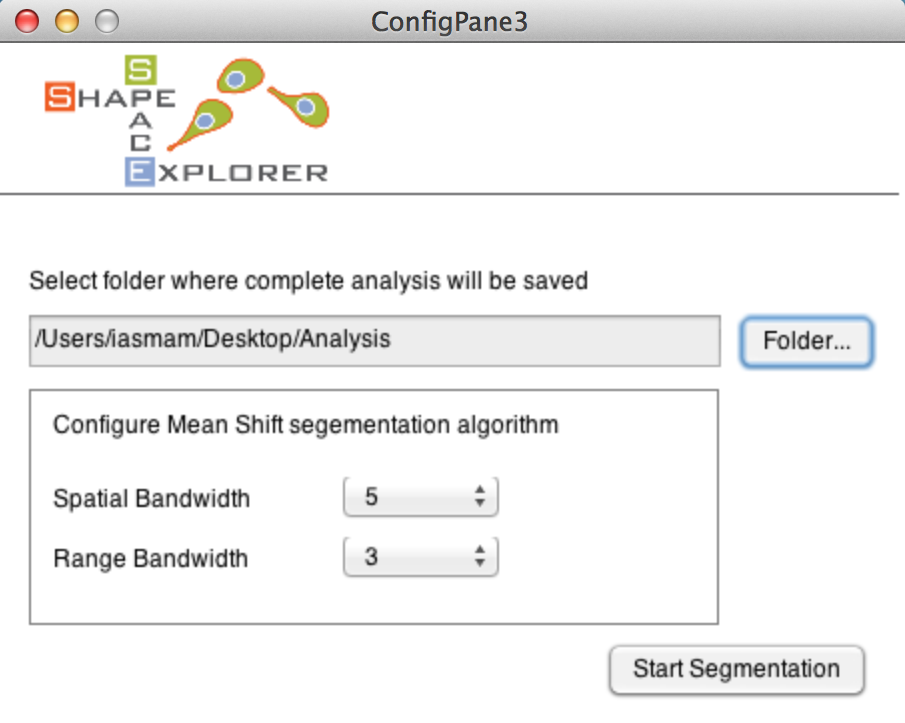 ConfigPane3
SHAPE
SPACE
EXPLORER
Select folder where complete analysis will be saved
/Users/iasmam/Desktop/Analysis
Folder...
Configure Mean Shift segementation algorithm
Spatial Bandwidth
5
Range Bandwidth
3
Start Segmentation